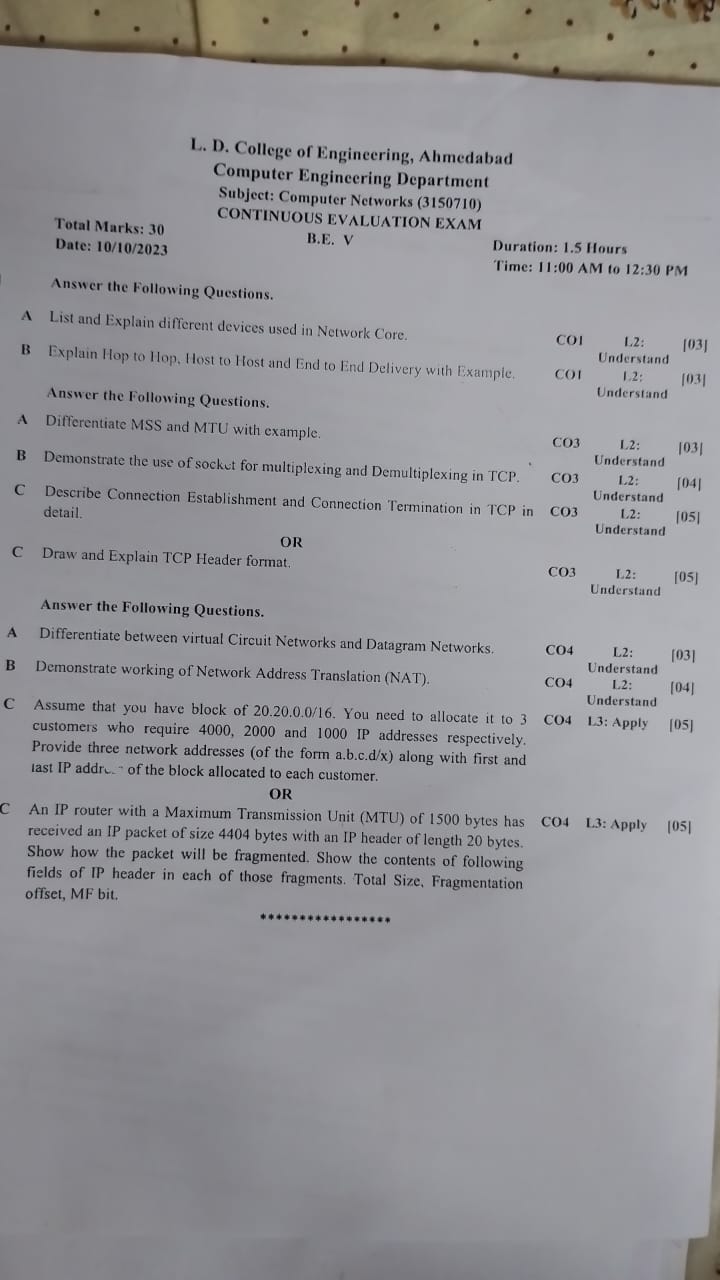 L. D. College of Engineering, Ahmedabad
Computer Engineering Department
Subject: Computer Networks (3150710)
CONTINUOUS EVALUATION EXAM
Total Marks: 30
B.E. V
Duration: 1.5 Hours
Date: 10/10/2023
Time: 11:00 AM to 12:30 PM
Answer the Following Questions.
A List and Explain different devices used in Network Core. CO1 L2: [03]
Understand
B Explain Hop to Hop, Host to Host and End to End Delivery with Example. CO1 L2: [03]
Understand
Answer the Following Questions.
A Differentiate MSS and MTU with example. CO3 L2: [03]
Understand
B Demonstrate the use of socket for multiplexing and Demultiplexing in TCP. CO3 L2: [04]
Understand
C Describe Connection Establishment and Connection Termination in TCP in CO3 L2: [05]
detail. Understand
OR
C Draw and Explain TCP Header format. CO3 L2: [05]
Understand
Answer the Following Questions.
A Differentiate between virtual Circuit Networks and Datagram Networks. CO4 L2: [03]
Understand
B Demonstrate working of Network Address Translation (NAT). CO4 L2: [04]
Understand
C Assume that you have block of 20.20.0.0/16. You need to allocate it to 3 CO4 L3: Apply [05]
customers who require 4000, 2000 and 1000 IP addresses respectively.
Provide three network addresses (of the form a.b.c.d/x) along with first and
last IP of the block allocated to each customer.
OR
C An IP router with a Maximum Transmission Unit (MTU) of 1500 bytes has CO4 L3: Apply [05]
received an IP packet of size 4404 bytes with an IP header of length 20 bytes.
Show how the packet will be fragmented. Show the contents of following
fields of IP header in each of those fragments. Total Size, Fragmentation
offset, MF bit.
*****************